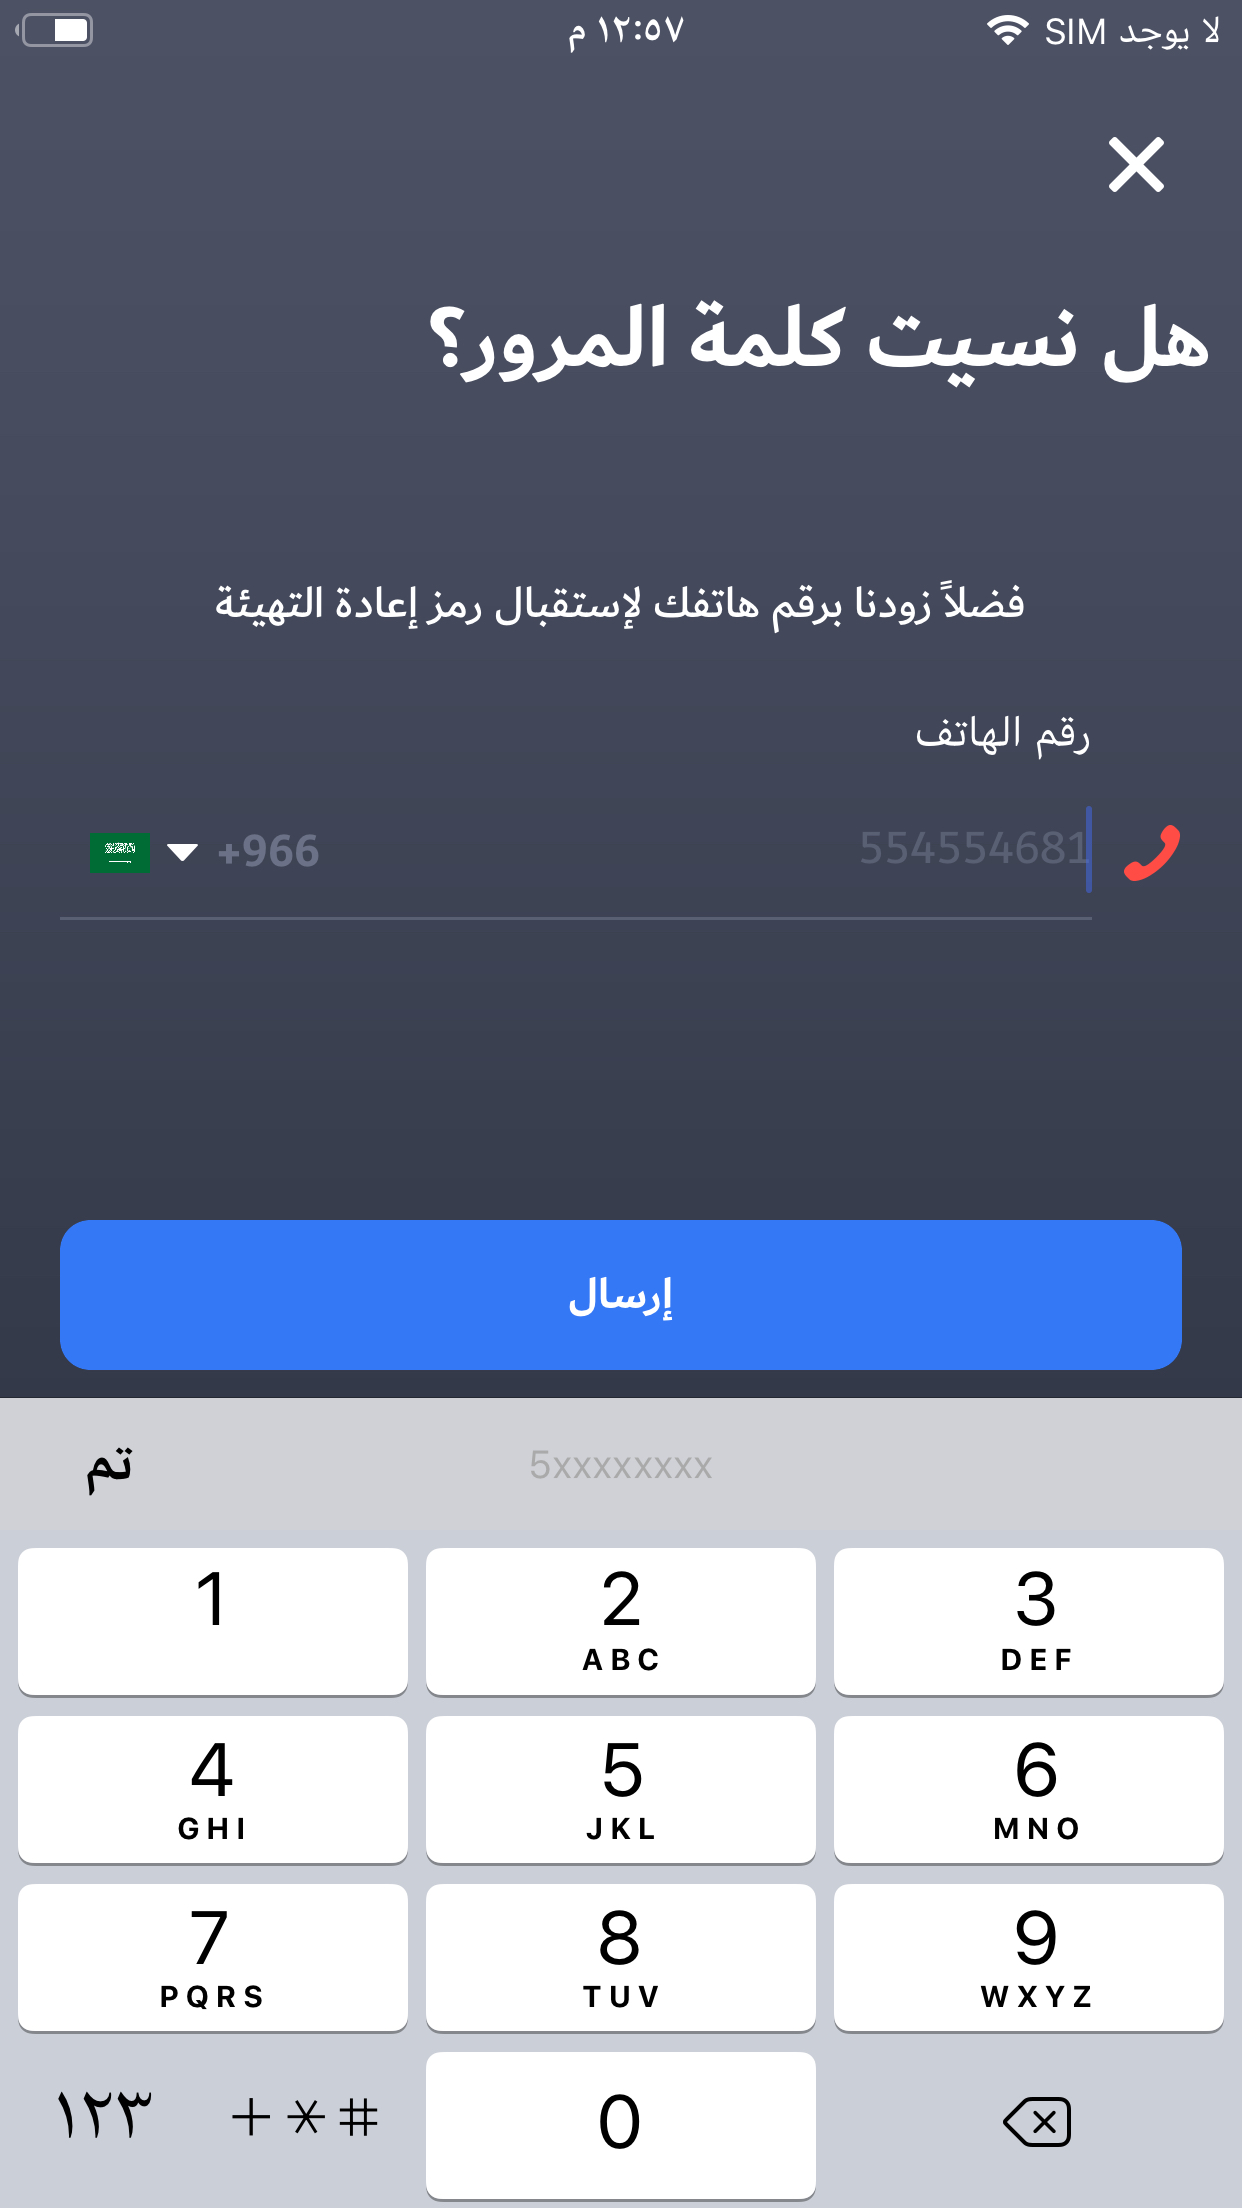 لا يوجد SIM ١٢:٥٧ م
هل نسيت كلمة المرور؟
فضلاً زودنا برقم هاتفك لإستقبال رمز إعادة التهيئة
رقم الهاتف
554554681 +966
إرسال
5xxxxxxxx تم
1 2 3
ABC DEF
4 5 6
GHI JKL MNO
7 8 9
PQRS TUV WXYZ
١٢٣ +*# 0